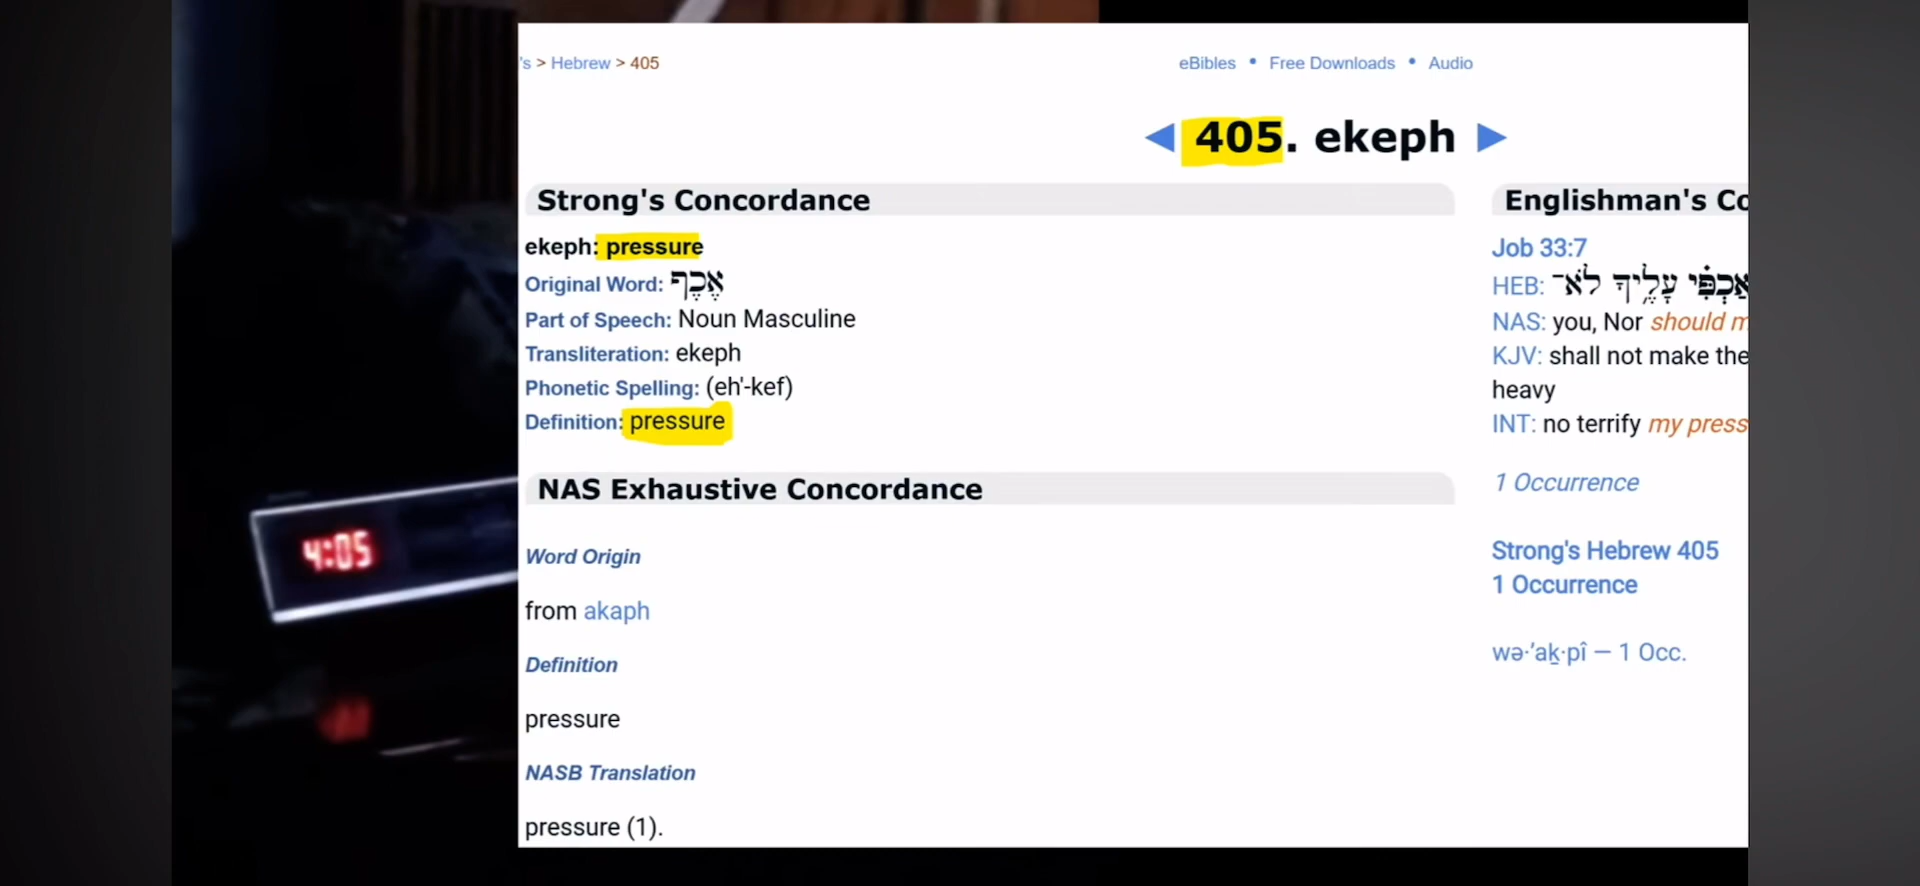 's > Hebrew > 405
eBibles • Free Downloads • Audio
◄ 405. ekeph ►
Strong's Concordance
ekeph: pressure
Original Word: אֶכֶף
Part of Speech: Noun Masculine
Transliteration: ekeph
Phonetic Spelling: (eh'-kef)
Definition: pressure
NAS Exhaustive Concordance
Word Origin
from akaph
Definition
pressure
NASB Translation
pressure (1).
Englishman's Co
Job 33:7
HEB: אַכְפִּ֗י עָלֶ֥יךָ לֹא־
NAS: you, Nor should m
KJV: shall not make the
heavy
INT: no terrify my press
1 Occurrence
Strong's Hebrew 405
1 Occurrence
wə·’aḵ·pî — 1 Occ.
4:05